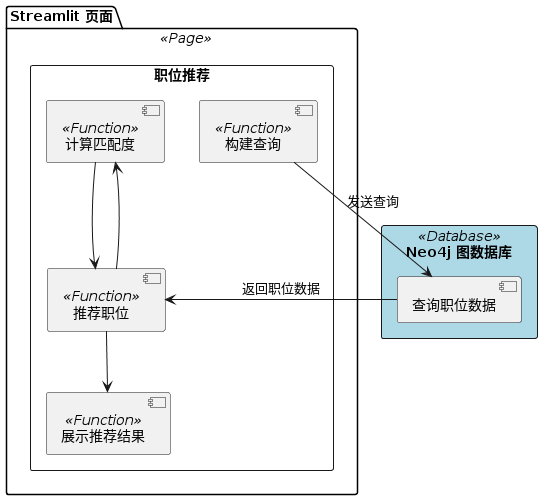 Streamlit 页面
«Page»
职位推荐
«Function»
计算匹配度
«Function»
构建查询
发送查询
«Database»
Neo4j 图数据库
«Function»
推荐职位
返回职位数据
查询职位数据
«Function»
展示推荐结果